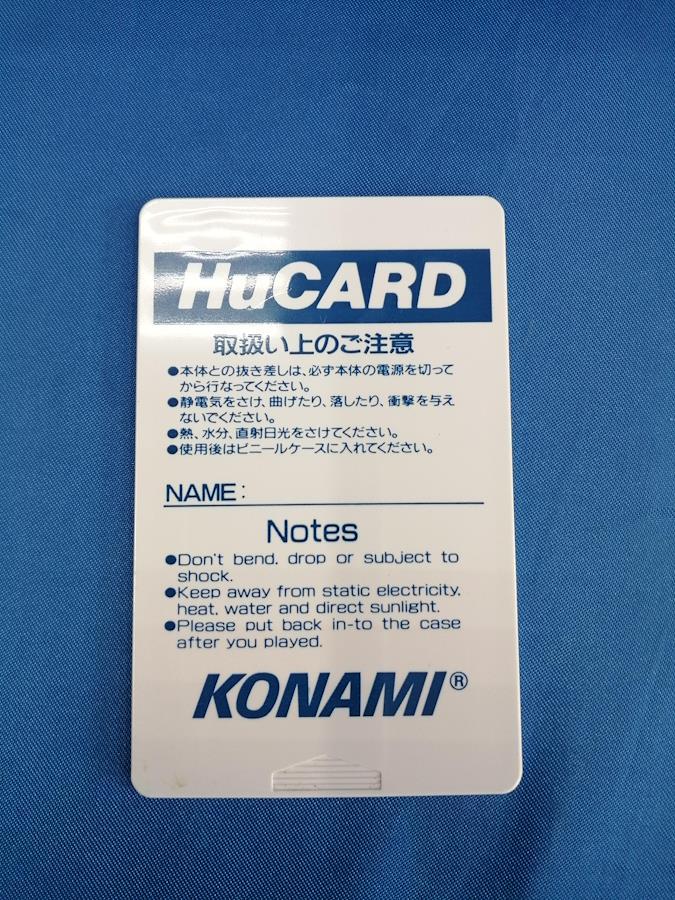 HuCARD
取扱い上のご注意
●本体との抜き差しは、必ず本体の電源を切って
から行なってください。
●静電気をさけ、曲げたり、落したり、衝撃を与え
ないでください。
●熱、水分、直射日光をさけてください。
●使用後はビニールケースに入れてください。
NAME:
Notes
●Don't bend, drop or subject to
shock.
●Keep away from static electricity,
heat, water and direct sunlight.
●Please put back in-to the case
after you played.
KONAMI®